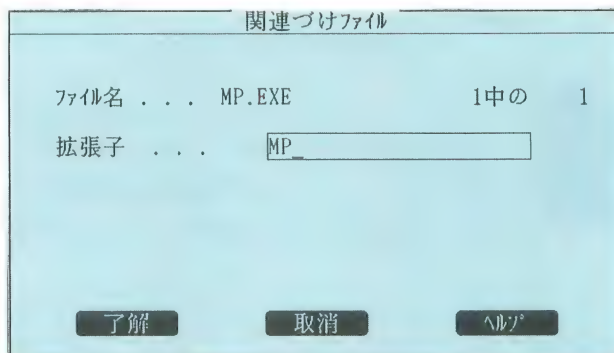 関連づけﾌｧｲﾙ
ﾌｧｲﾙ名 . . . MP.EXE 1中の 1
拡張子 . . . MP_
了解 取消 ﾍﾙﾌﾟ